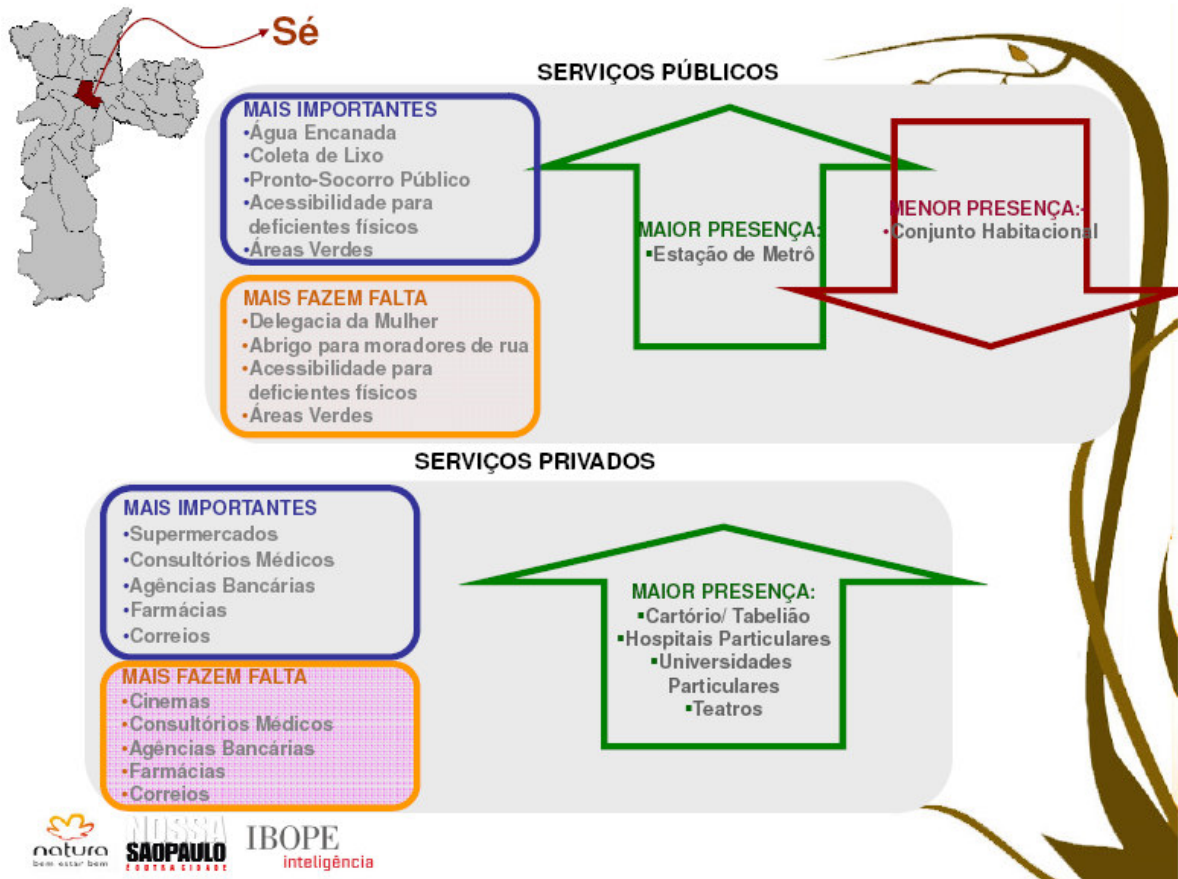 Sé
SERVIÇOS PÚBLICOS
MAIS IMPORTANTES
•Água Encanada
•Coleta de Lixo
•Pronto-Socorro Público
•Acessibilidade para
deficientes físicos
•Áreas Verdes
MAIS FAZEM FALTA
•Delegacia da Mulher
•Abrigo para moradores de rua
•Acessibilidade para
deficientes físicos
•Áreas Verdes
MAIOR PRESENÇA:
▪Estação de Metrô
MENOR PRESENÇA:-
•Conjunto Habitacional
SERVIÇOS PRIVADOS
MAIS IMPORTANTES
•Supermercados
•Consultórios Médicos
•Agências Bancárias
•Farmácias
•Correios
MAIS FAZEM FALTA
•Cinemas
•Consultórios Médicos
•Agências Bancárias
•Farmácias
•Correios
MAIOR PRESENÇA:
▪Cartório/ Tabelião
▪Hospitais Particulares
▪Universidades
Particulares
▪Teatros
natura
bem estar bem
NOSSA
SAOPAULO
É OUTRA CIDADE
IBOPE
inteligência